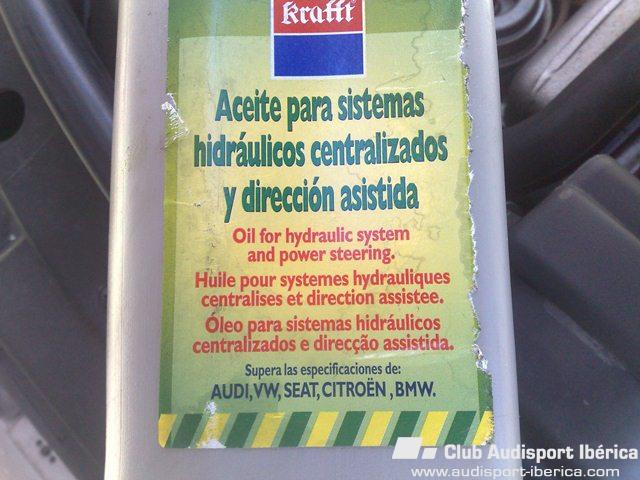 Krafft
Aceite para sistemas
hidráulicos centralizados
y dirección asistida
Oil for hydraulic system
and power steering.
Huile pour systemes hydrauliques
centralises et direction assistee.
Óleo para sistemas hidráulicos
centralizados e direcção assistida.
Supera las especificaciones de:
AUDI, VW, SEAT, CITROËN , BMW.
Club Audisport Ibérica
www.audisport-iberica.com